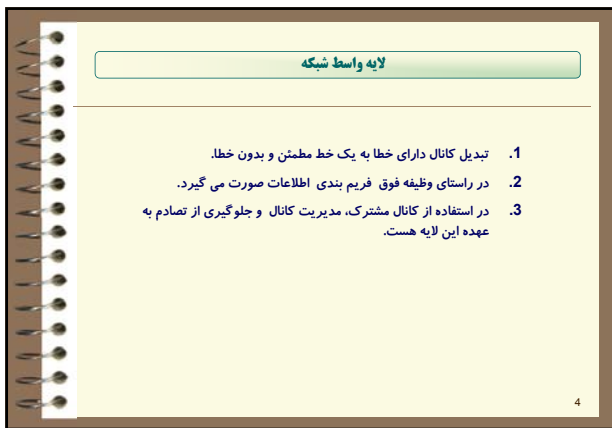 لایه واسط شبکه
1. تبدیل کانال دارای خطا به یک خط مطمئن و بدون خطا.
2. در راستای وظیفه فوق فریم بندی اطلاعات صورت می گیرد.
3. در استفاده از کانال مشترک، مدیریت کانال و جلوگیری از تصادم به
عهده این لایه هست.
4